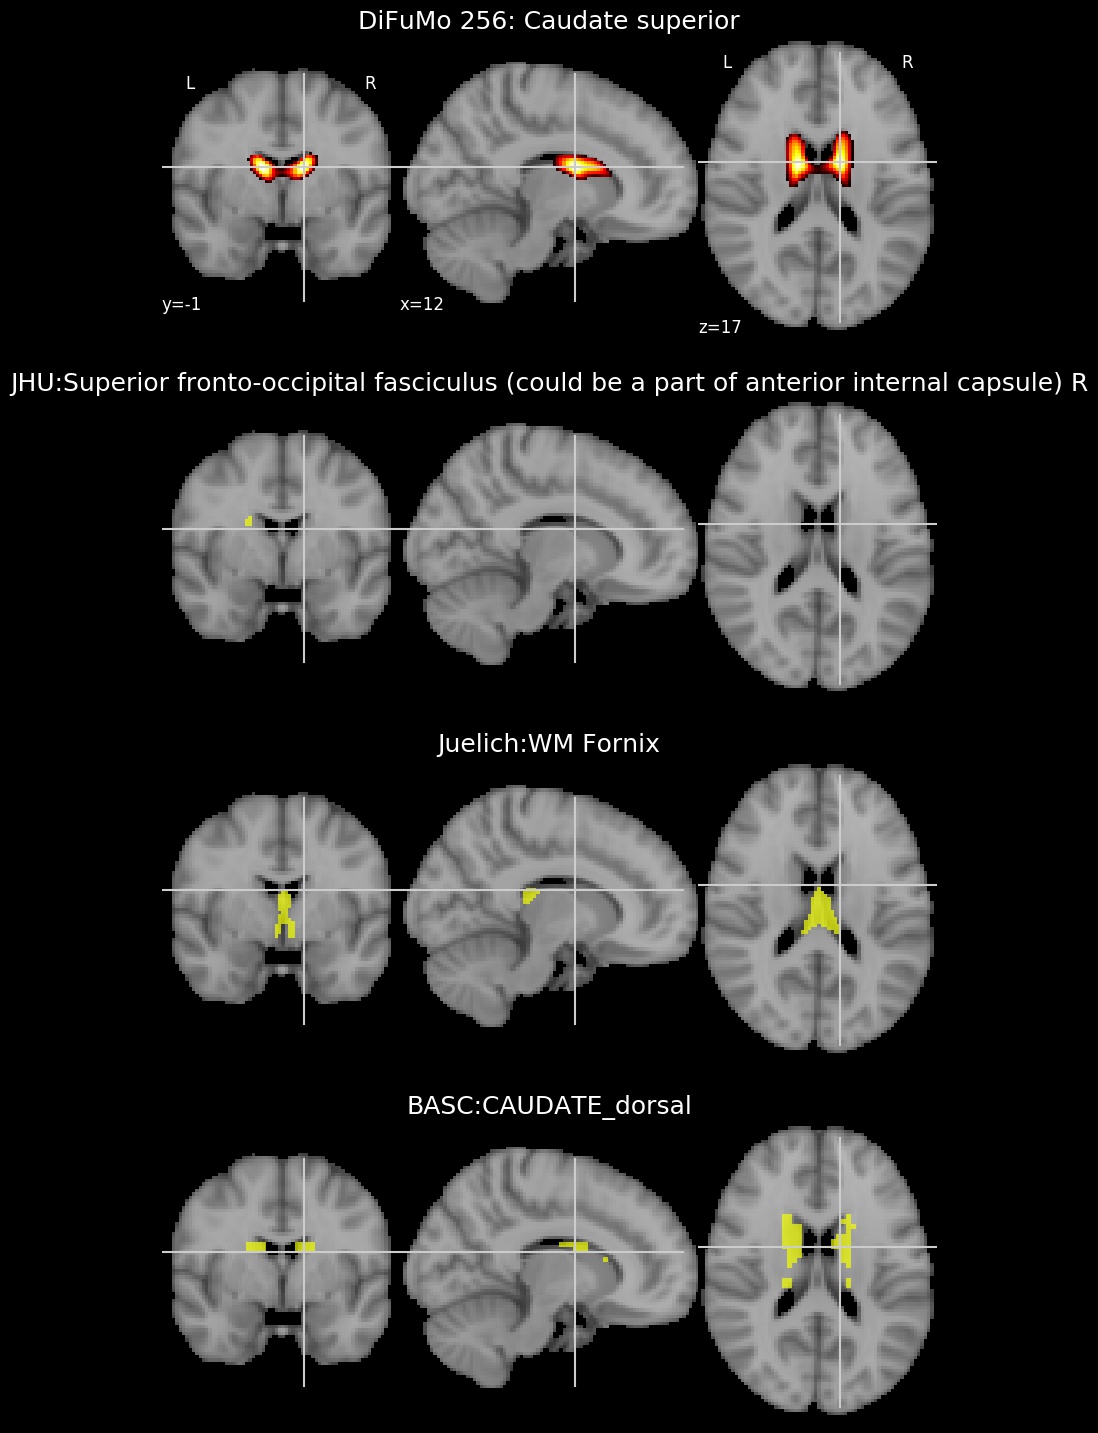 DiFuMo 256: Caudate superior
L
R
L
R
y=-1
x=12
z=17
JHU:Superior fronto-occipital fasciculus (could be a part of anterior internal capsule) R
Juelich:WM Fornix
BASC:CAUDATE_dorsal